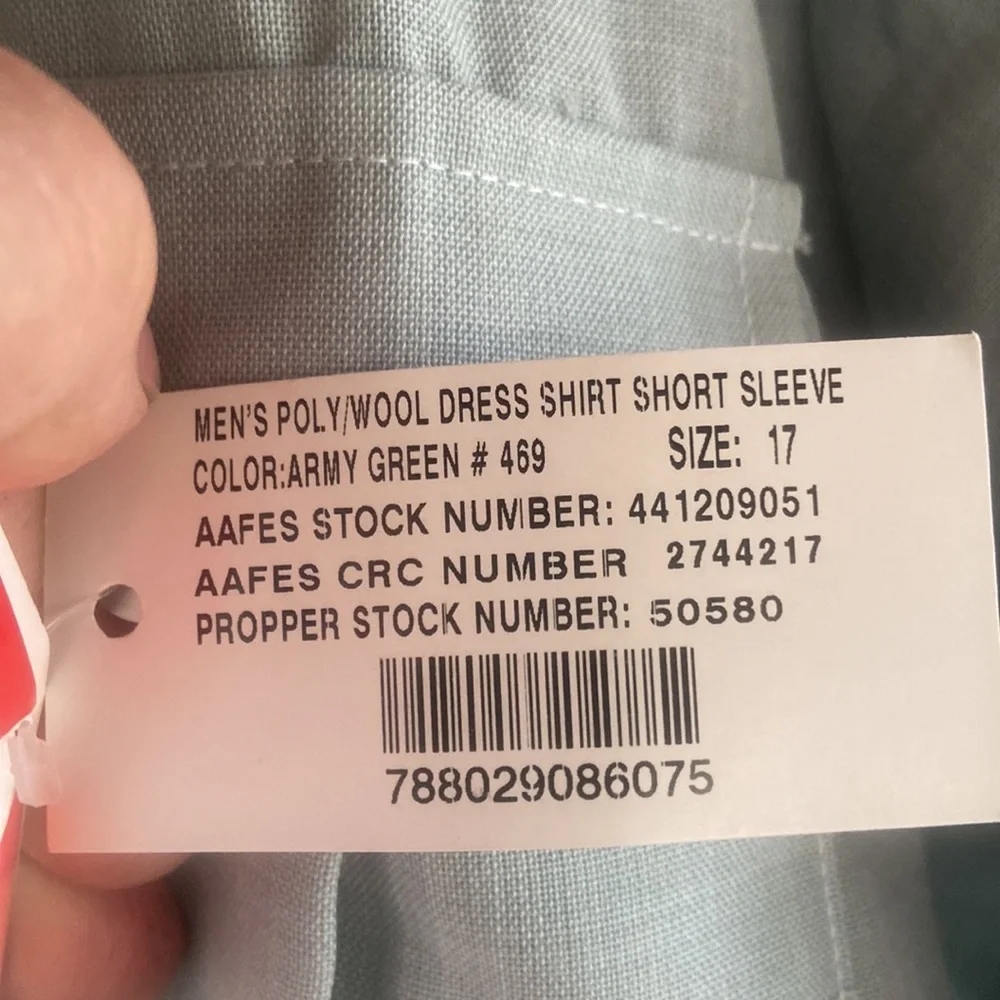 MEN'S POLY/WOOL DRESS SHIRT SHORT SLEEVE
COLOR:ARMY GREEN # 469 SIZE: 17
AAFES STOCK NUMBER: 441209051
AAFES CRC NUMBER 2744217
PROPPER STOCK NUMBER: 50580
788029086075